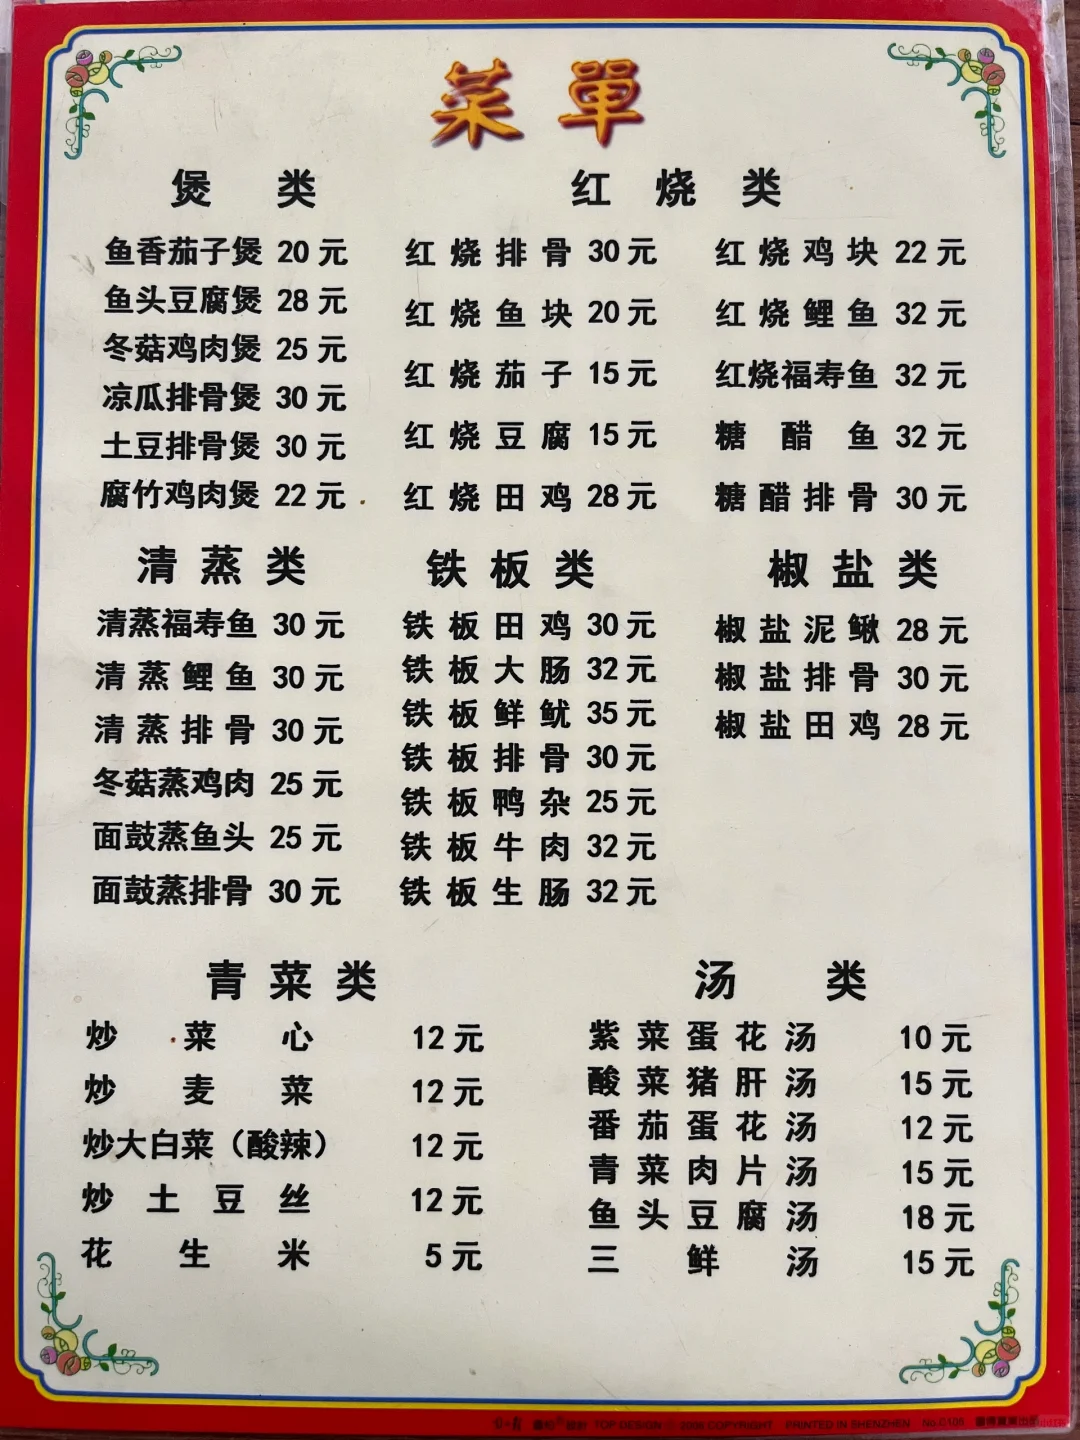 菜單
煲类
鱼香茄子煲 20元
鱼头豆腐煲 28元
冬菇鸡肉煲 25元
凉瓜排骨煲 30元
土豆排骨煲 30元
腐竹鸡肉煲 22元
红烧类
红烧排骨 30元
红烧鱼块 20元
红烧茄子 15元
红烧豆腐 15元
红烧田鸡 28元
红烧鸡块 22元
红烧鲤鱼 32元
红烧福寿鱼 32元
糖醋鱼 32元
糖醋排骨 30元
清蒸类
清蒸福寿鱼 30元
清蒸鲤鱼 30元
清蒸排骨 30元
冬菇蒸鸡肉 25元
面鼓蒸鱼头 25元
面鼓蒸排骨 30元
铁板类
铁板田鸡 30元
铁板大肠 32元
铁板鲜鱿 35元
铁板排骨 30元
铁板鸭杂 25元
铁板牛肉 32元
铁板生肠 32元
椒盐类
椒盐泥鳅 28元
椒盐排骨 30元
椒盐田鸡 28元
青菜类
炒菜心 12元
炒麦菜 12元
炒大白菜（酸辣） 12元
炒土豆丝 12元
花生米 5元
汤类
紫菜蛋花汤 10元
酸菜猪肝汤 15元
番茄蛋花汤 12元
青菜肉片汤 15元
鱼头豆腐汤 18元
三鲜汤 15元
TOP DESIGN © 2008 COPYRIGHT PRINTED IN SHENZHEN No.C105